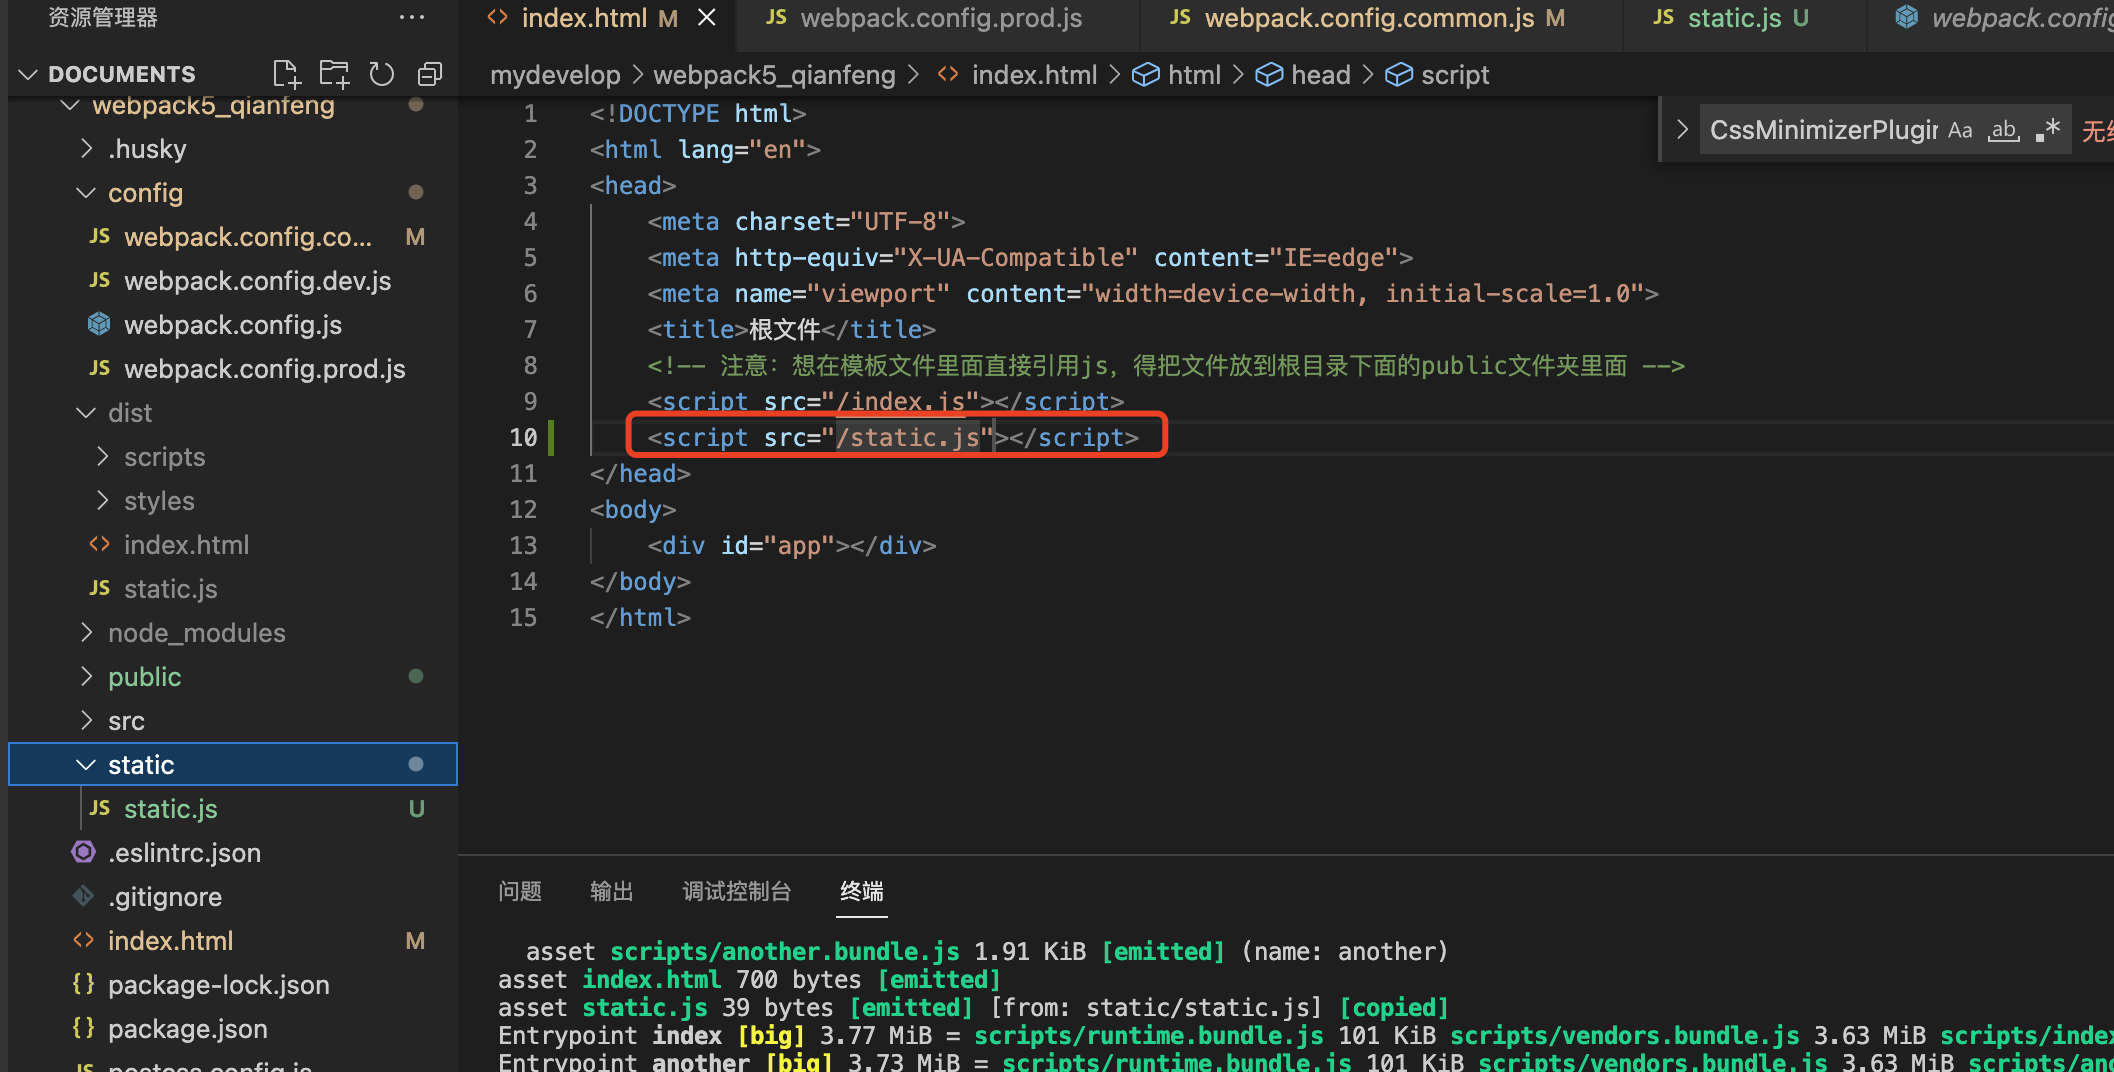 资源管理器 ···
DOCUMENTS
webpack5_qianfeng
.husky
config
JS webpack.config.co... M
JS webpack.config.dev.js
webpack.config.js
JS webpack.config.prod.js
dist
scripts
styles
<> index.html
JS static.js
node_modules
public
src
static
JS static.js U
.eslintrc.json
.gitignore
<> index.html M
{} package-lock.json
{} package.json
JS postcss.config.js
<> index.html M JS webpack.config.prod.js JS webpack.config.common.js M JS static.js U webpack.config
mydevelop > webpack5_qianfeng > <> index.html > html > head > script
CssMinimizerPlugin Aa ab .*
1 <!DOCTYPE html>
2 <html lang="en">
3 <head>
4 <meta charset="UTF-8">
5 <meta http-equiv="X-UA-Compatible" content="IE=edge">
6 <meta name="viewport" content="width=device-width, initial-scale=1.0">
7 <title>根文件</title>
8 <!-- 注意：想在模板文件里面直接引用js，得把文件放到根目录下面的public文件夹里面 -->
9 <script src="/index.js"></script>
10 <script src="/static.js"></script>
11 </head>
12 <body>
13 <div id="app"></div>
14 </body>
15 </html>
问题 输出 调试控制台 终端
asset scripts/another.bundle.js 1.91 KiB [emitted] (name: another)
asset index.html 700 bytes [emitted]
asset static.js 39 bytes [emitted] [from: static/static.js] [copied]
Entrypoint index [big] 3.77 MiB = scripts/runtime.bundle.js 101 KiB scripts/vendors.bundle.js 3.63 MiB scripts/index
Entrypoint another [big] 3.73 MiB = scripts/runtime.bundle.js 101 KiB scripts/vendors.bundle.js 3.63 MiB scripts/an